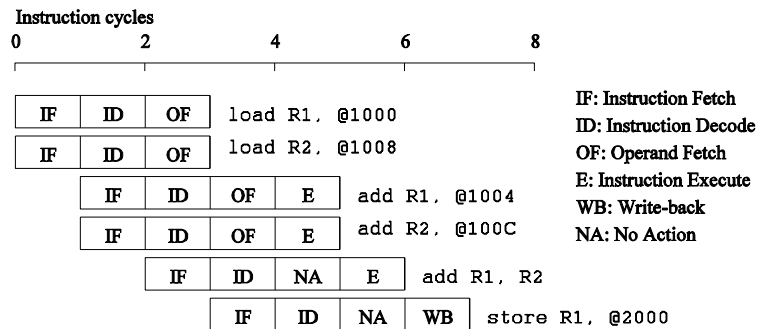 Instruction cycles
0 2 4 6 8
IF ID OF load R1, @1000
IF ID OF load R2, @1008
IF ID OF E add R1, @1004
IF ID OF E add R2, @100C
IF ID NA E add R1, R2
IF ID NA WB store R1, @2000
IF: Instruction Fetch
ID: Instruction Decode
OF: Operand Fetch
E: Instruction Execute
WB: Write-back
NA: No Action